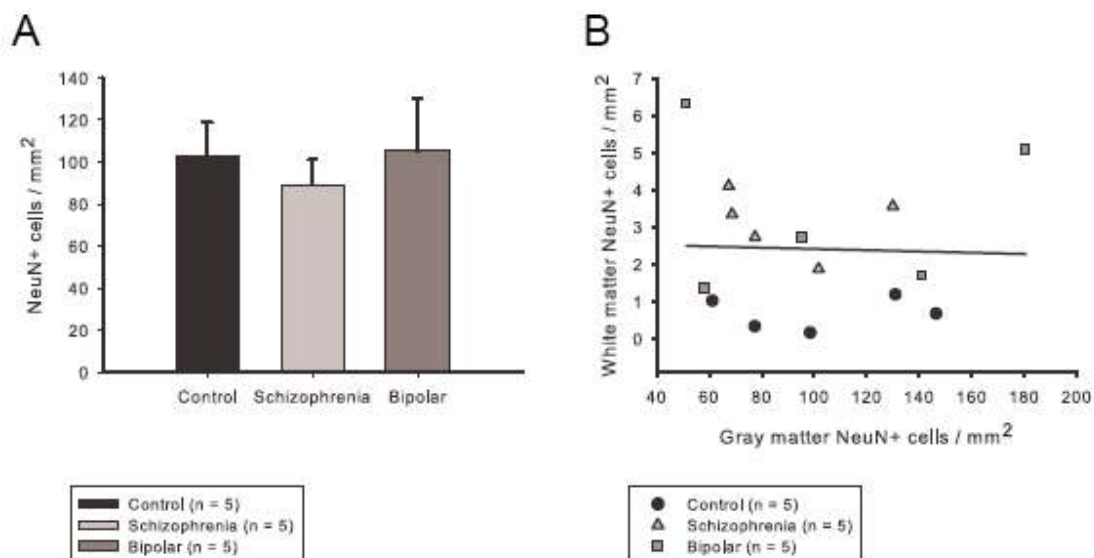 A
NeuN+ cells / mm2
140
120
100
80
60
40
20
0
Control Schizophrenia Bipolar
Control (n = 5)
Schizophrenia (n = 5)
Bipolar (n = 5)
B
White matter NeuN+ cells / mm2
7
6
5
4
3
2
1
0
40 60 80 100 120 140 160 180 200
Gray matter NeuN+ cells / mm2
Control (n = 5)
Schizophrenia (n = 5)
Bipolar (n = 5)